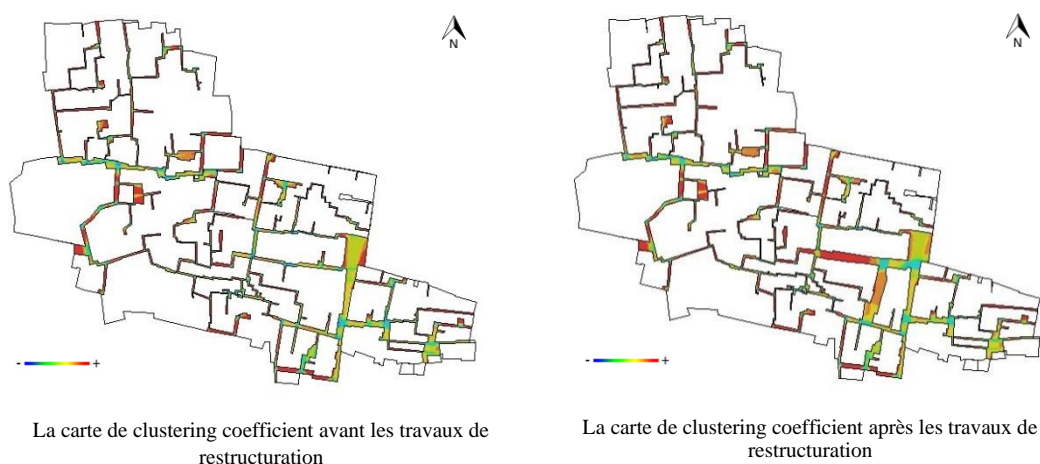 N
N
- +
- +
La carte de clustering coefficient avant les travaux de
restructuration
La carte de clustering coefficient après les travaux de
restructuration